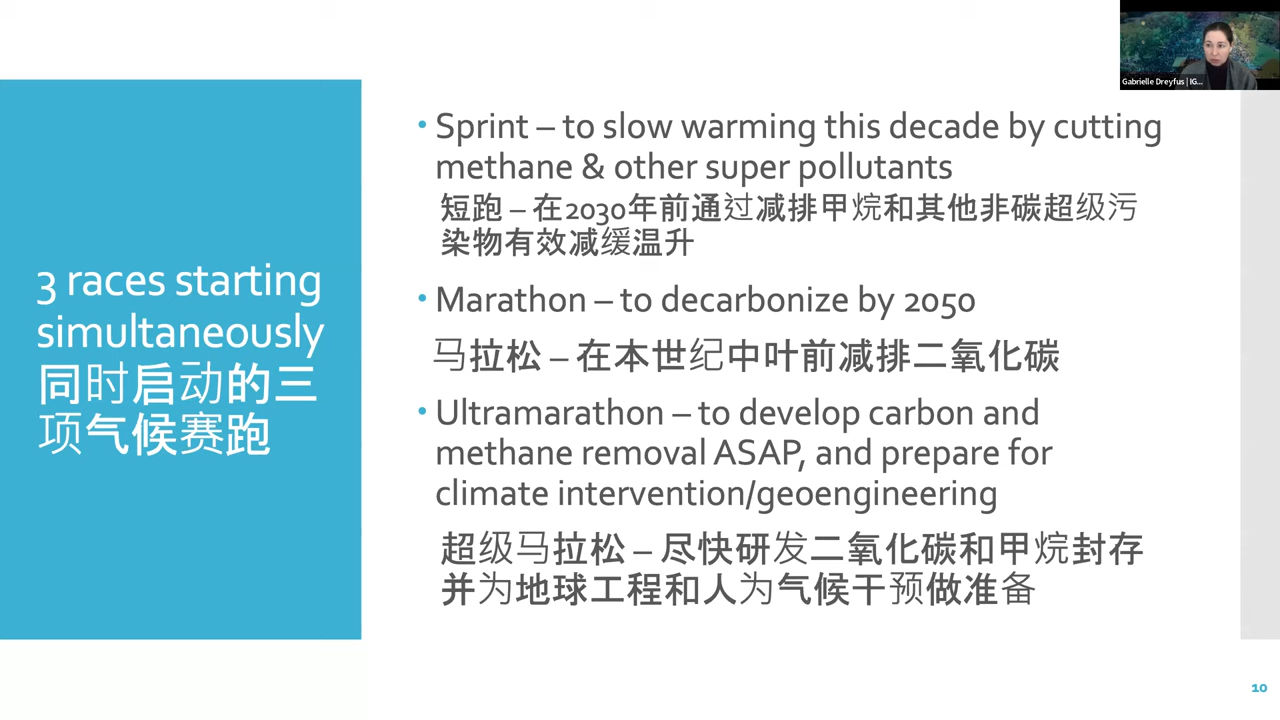 Gabrielle Dreyfus | IG...
3 races starting
simultaneously
同时启动的三
项气候赛跑
• Sprint – to slow warming this decade by cutting
methane & other super pollutants
短跑 – 在2030年前通过减排甲烷和其他非碳超级污
染物有效减缓温升
• Marathon – to decarbonize by 2050
马拉松 – 在本世纪中叶前减排二氧化碳
• Ultramarathon – to develop carbon and
methane removal ASAP, and prepare for
climate intervention/geoengineering
超级马拉松 – 尽快研发二氧化碳和甲烷封存
并为地球工程和人为气候干预做准备
10